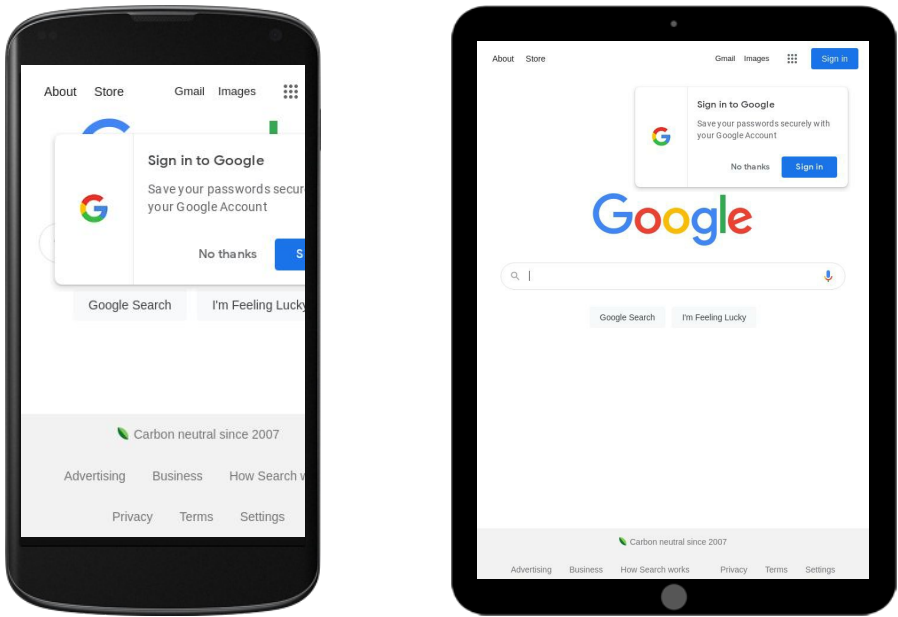 About Store Gmail Images
Sign in to Google
Save your passwords secur
your Google Account
No thanks S
Google Search I'm Feeling Lucky
Carbon neutral since 2007
Advertising Business How Search w
Privacy Terms Settings
About Store Gmail Images Sign in
Sign in to Google
Save your passwords securely with
your Google Account
No thanks Sign in
Google
Google Search I'm Feeling Lucky
Carbon neutral since 2007
Advertising Business How Search works Privacy Terms Settings